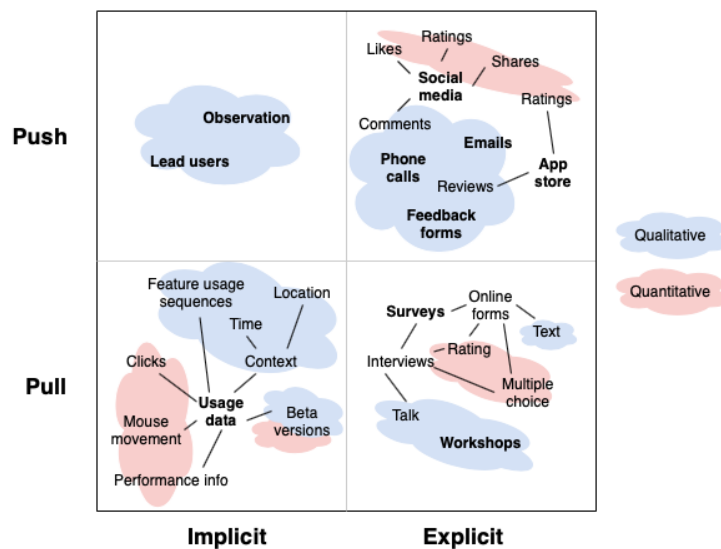 Push
Observation
Lead users
Likes
Ratings
Shares
Social
media
Ratings
Comments
Emails
Phone
calls
App
store
Reviews
Feedback
forms
Qualitative
Quantitative
Pull
Feature usage
sequences
Location
Time
Clicks
Context
Usage
data
Mouse
movement
Beta
versions
Performance info
Surveys
Online
forms
Text
Interviews
Rating
Multiple
choice
Talk
Workshops
Implicit
Explicit